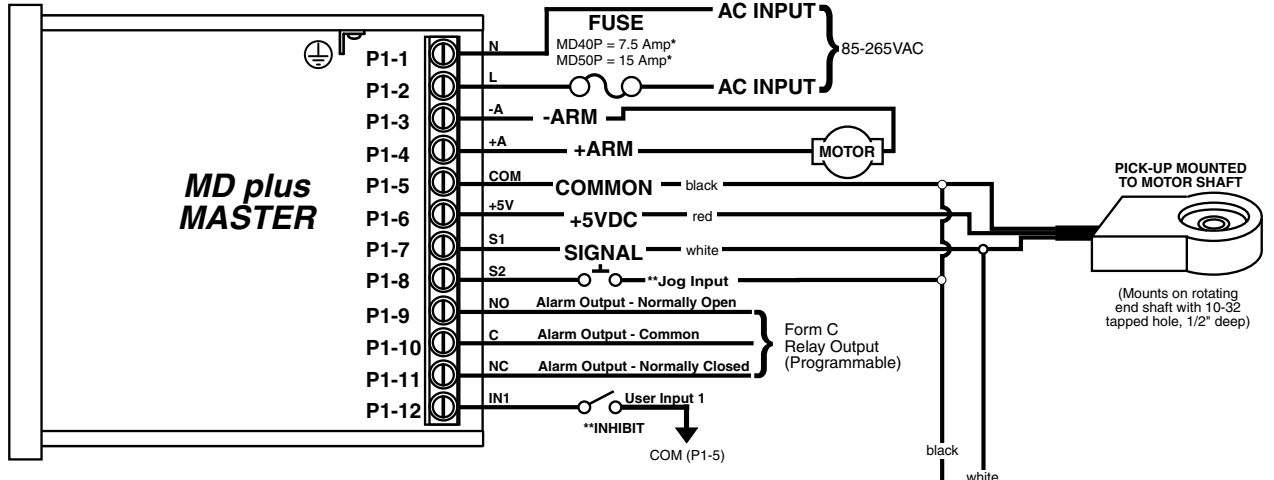 AC INPUT
FUSE
MD40P = 7.5 Amp*
MD50P = 15 Amp*
85-265VAC
AC INPUT
P1-1 N
P1-2 L
P1-3 -A -ARM
P1-4 +A +ARM MOTOR
P1-5 COM COMMON black
P1-6 +5V +5VDC red
P1-7 S1 SIGNAL white
P1-8 S2 **Jog Input
P1-9 NO Alarm Output - Normally Open
P1-10 C Alarm Output - Common
P1-11 NC Alarm Output - Normally Closed
P1-12 IN1 User Input 1
**INHIBIT
COM (P1-5)
MD plus
MASTER
Form C
Relay Output
(Programmable)
PICK-UP MOUNTED
TO MOTOR SHAFT
(Mounts on rotating
end shaft with 10-32
tapped hole, 1/2" deep)
black
white